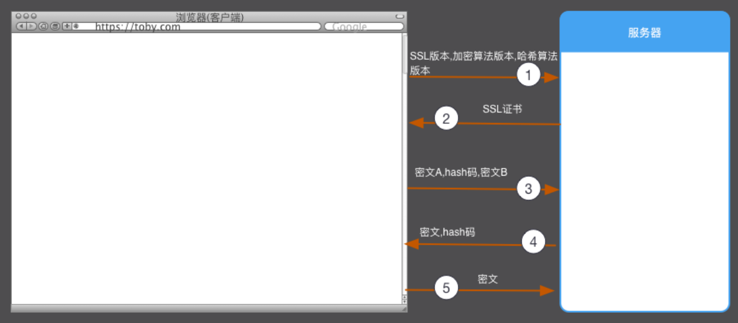 浏览器(客户端)
https://toby.com
Google
服务器
SSL版本,加密算法版本,哈希算法
版本
1
SSL证书
2
密文A,hash码,密文B
3
密文,hash码
4
密文
5